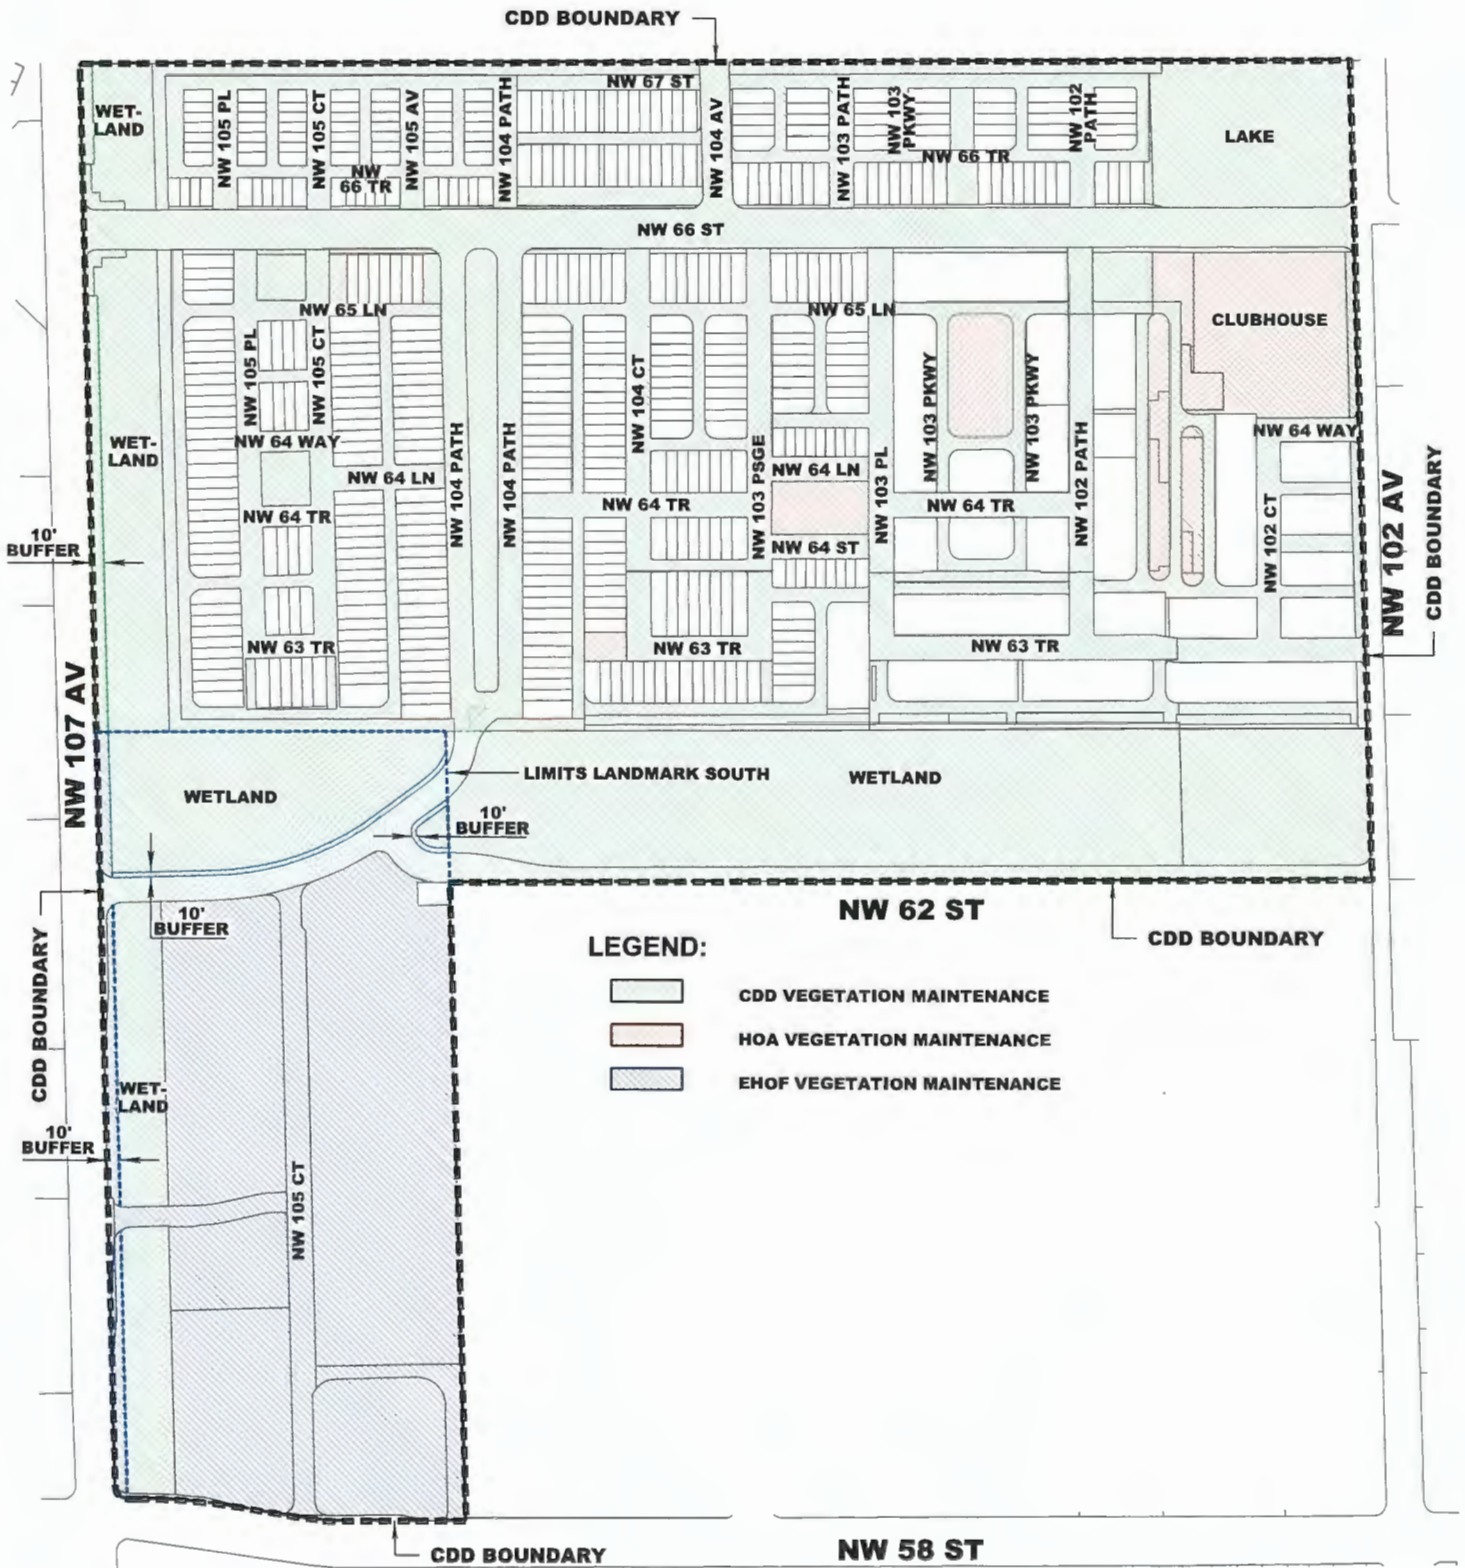 CDD BOUNDARY
NW 67 ST
WET-
LAND
NW 105 PL
NW 105 CT
NW 105 AV
NW 104 PATH
NW 104 AV
NW 103 PATH
NW 103
PKWY
NW 102
PATH
LAKE
NW
66 TR
NW 66 TR
NW 66 ST
NW 65 LN
NW 65 LN
CLUBHOUSE
NW 105 PL
NW 105 CT
NW 104 CT
NW 103 PKWY
NW 103 PKWY
WET-
LAND
NW 64 WAY
NW 64 WAY
NW 64 LN
NW 104 PATH
NW 104 PATH
NW 103 PSGE
NW 64 LN
NW 103 PL
NW 102 PATH
NW 102 CT
NW 102 AV
CDD BOUNDARY
NW 64 TR
NW 64 TR
NW 64 TR
10'
BUFFER
NW 64 ST
NW 63 TR
NW 63 TR
NW 63 TR
NW 107 AV
WETLAND
LIMITS LANDMARK SOUTH
WETLAND
10'
BUFFER
10'
BUFFER
NW 62 ST
CDD BOUNDARY
CDD BOUNDARY
LEGEND:
CDD VEGETATION MAINTENANCE
HOA VEGETATION MAINTENANCE
EHOF VEGETATION MAINTENANCE
WET-
LAND
10'
BUFFER
NW 105 CT
CDD BOUNDARY
NW 58 ST